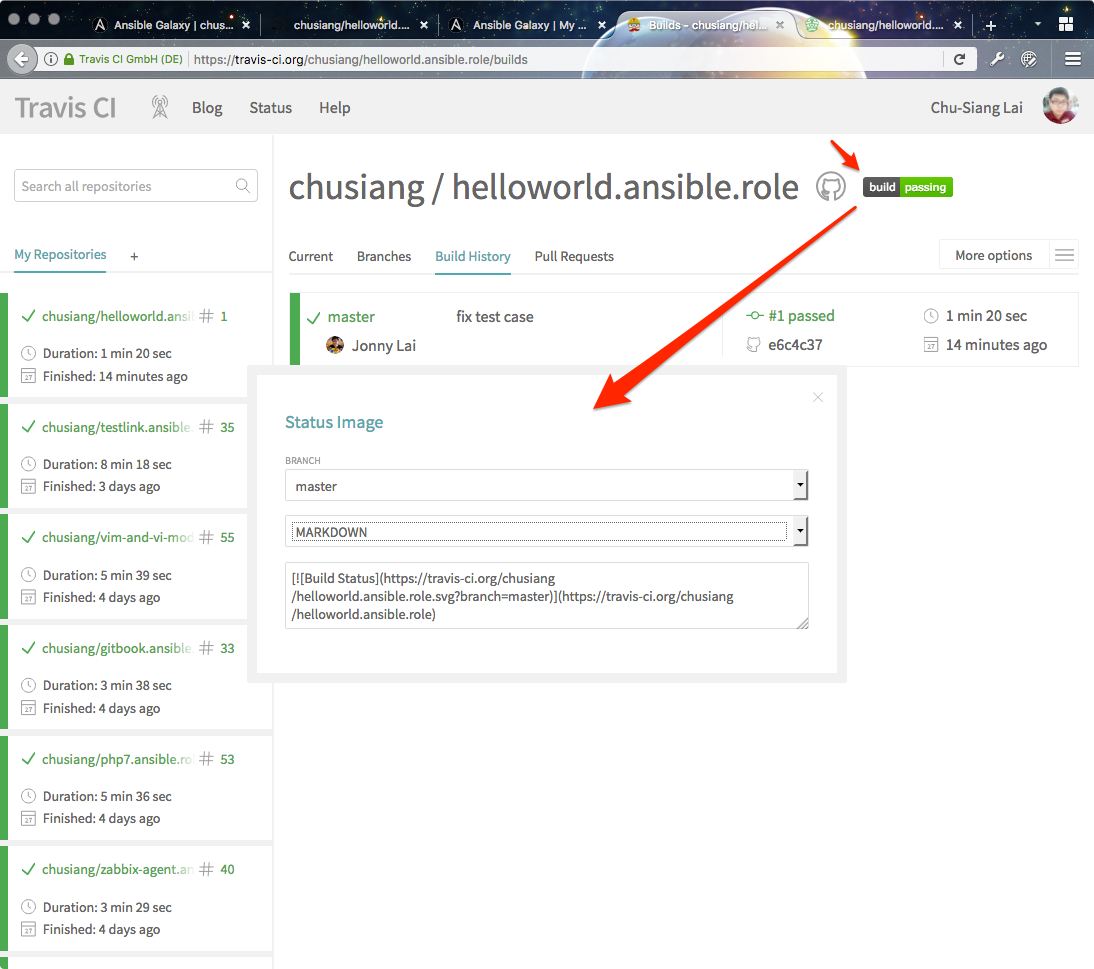 Ansible Galaxy | chus...
chusiang/helloworld....
Ansible Galaxy | My ...
Builds - chusiang/hel...
chusiang/helloworld....
Travis CI GmbH (DE)
https://travis-ci.org/chusiang/helloworld.ansible.role/builds
Travis CI
Blog
Status
Help
Chu-Siang Lai
Search all repositories
My Repositories +
chusiang/helloworld.ansi # 1
Duration: 1 min 20 sec
Finished: 14 minutes ago
chusiang/testlink.ansible. # 35
Duration: 8 min 18 sec
Finished: 3 days ago
chusiang/vim-and-vi-mod # 55
Duration: 5 min 39 sec
Finished: 4 days ago
chusiang/gitbook.ansible. # 33
Duration: 3 min 38 sec
Finished: 4 days ago
chusiang/php7.ansible.ro # 53
Duration: 5 min 36 sec
Finished: 4 days ago
chusiang/zabbix-agent.an # 40
Duration: 3 min 29 sec
Finished: 4 days ago
chusiang / helloworld.ansible.role
build passing
Current
Branches
Build History
Pull Requests
More options
master
fix test case
#1 passed
1 min 20 sec
Jonny Lai
e6c4c37
14 minutes ago
Status Image
BRANCH
master
MARKDOWN
[![Build Status](https://travis-ci.org/chusiang
/helloworld.ansible.role.svg?branch=master)](https://travis-ci.org/chusiang
/helloworld.ansible.role)